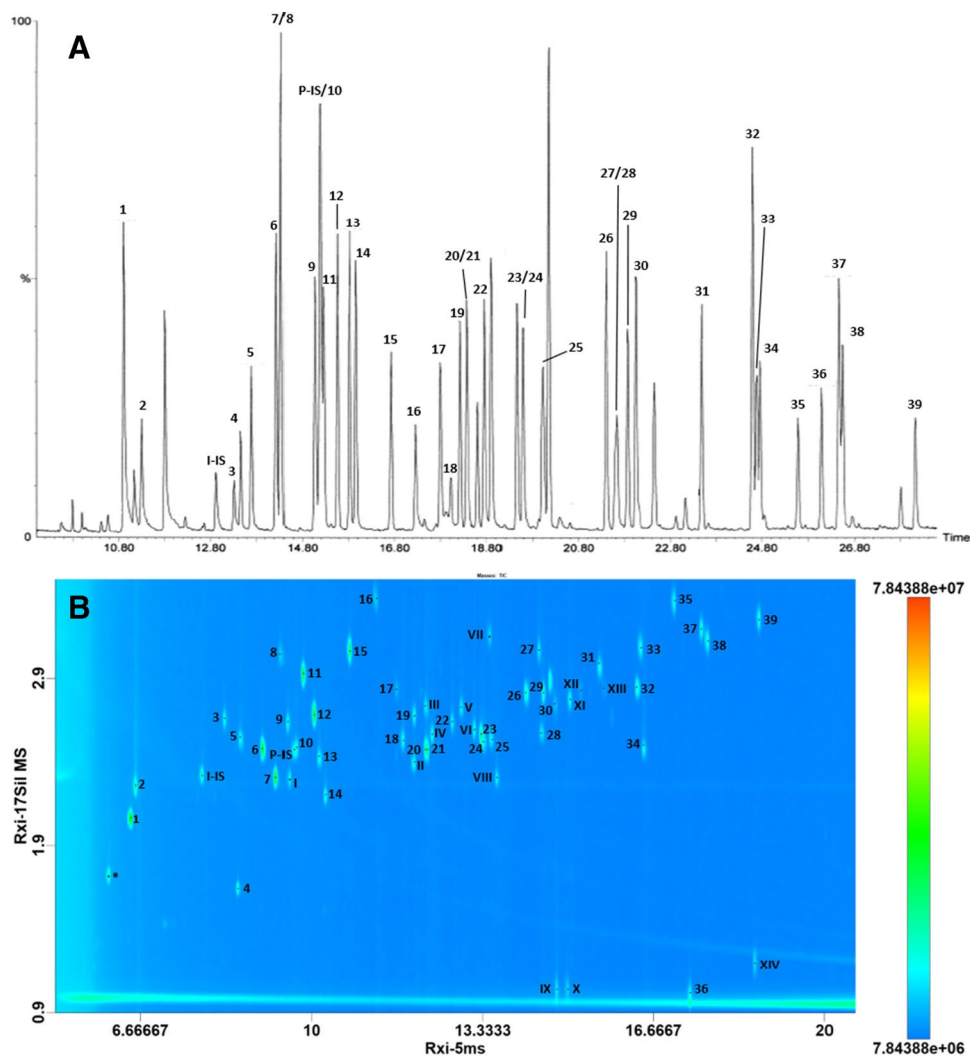 100
A
7/8
P-IS/10
1
2
I-IS
3
4
5
6
9
11
12
13
14
15
16
17
18
19
20/21
22
23/24
25
26
27/28
29
30
31
32
33
34
35
36
37
38
39
%
0
10.80 12.80 14.80 16.80 18.80 20.80 22.80 24.80 26.80 Time
Masses: TIC
B
16
35
VII
39
37
38
8
15
27
33
11
31
17
XII
XIII
32
26
29
30
XI
3
9
12
19
III
V
22
5
18
IV
VI
23
28
6
P-IS
10
13
20
21
24
25
34
II
2
I-IS
7
I
VIII
14
1
*
4
XIV
IX
X
36
2.9
1.9
0.9
Rxi-17Sil MS
6.66667 10 13.3333 16.6667 20
Rxi-5ms
7.84388e+07
7.84388e+06